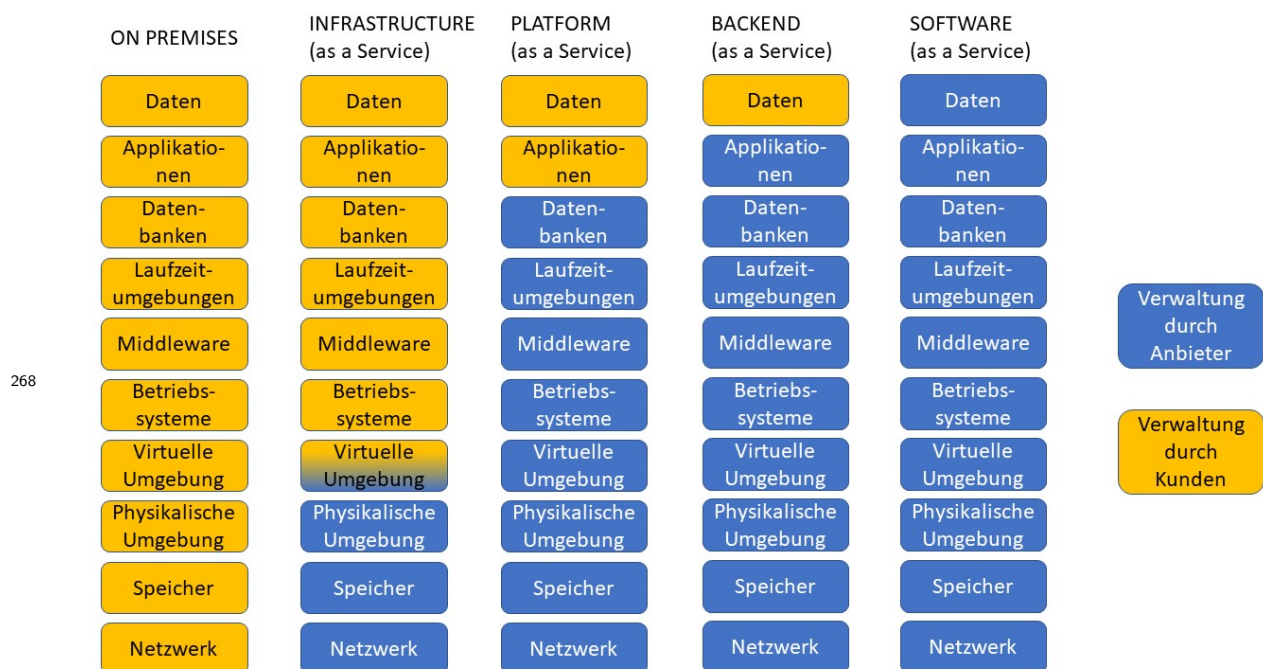 ON PREMISES
INFRASTRUCTURE
(as a Service)
PLATFORM
(as a Service)
BACKEND
(as a Service)
SOFTWARE
(as a Service)
Daten
Daten
Daten
Daten
Daten
Applikatio-
nen
Applikatio-
nen
Applikatio-
nen
Applikatio-
nen
Applikatio-
nen
Daten-
banken
Daten-
banken
Daten-
banken
Daten-
banken
Daten-
banken
Laufzeit-
umgebungen
Laufzeit-
umgebungen
Laufzeit-
umgebungen
Laufzeit-
umgebungen
Laufzeit-
umgebungen
Middleware
Middleware
Middleware
Middleware
Middleware
268
Betriebs-
systeme
Betriebs-
systeme
Betriebs-
systeme
Betriebs-
systeme
Betriebs-
systeme
Virtuelle
Umgebung
Virtuelle
Umgebung
Virtuelle
Umgebung
Virtuelle
Umgebung
Virtuelle
Umgebung
Physikalische
Umgebung
Physikalische
Umgebung
Physikalische
Umgebung
Physikalische
Umgebung
Physikalische
Umgebung
Speicher
Speicher
Speicher
Speicher
Speicher
Netzwerk
Netzwerk
Netzwerk
Netzwerk
Netzwerk
Verwaltung
durch
Anbieter
Verwaltung
durch
Kunden